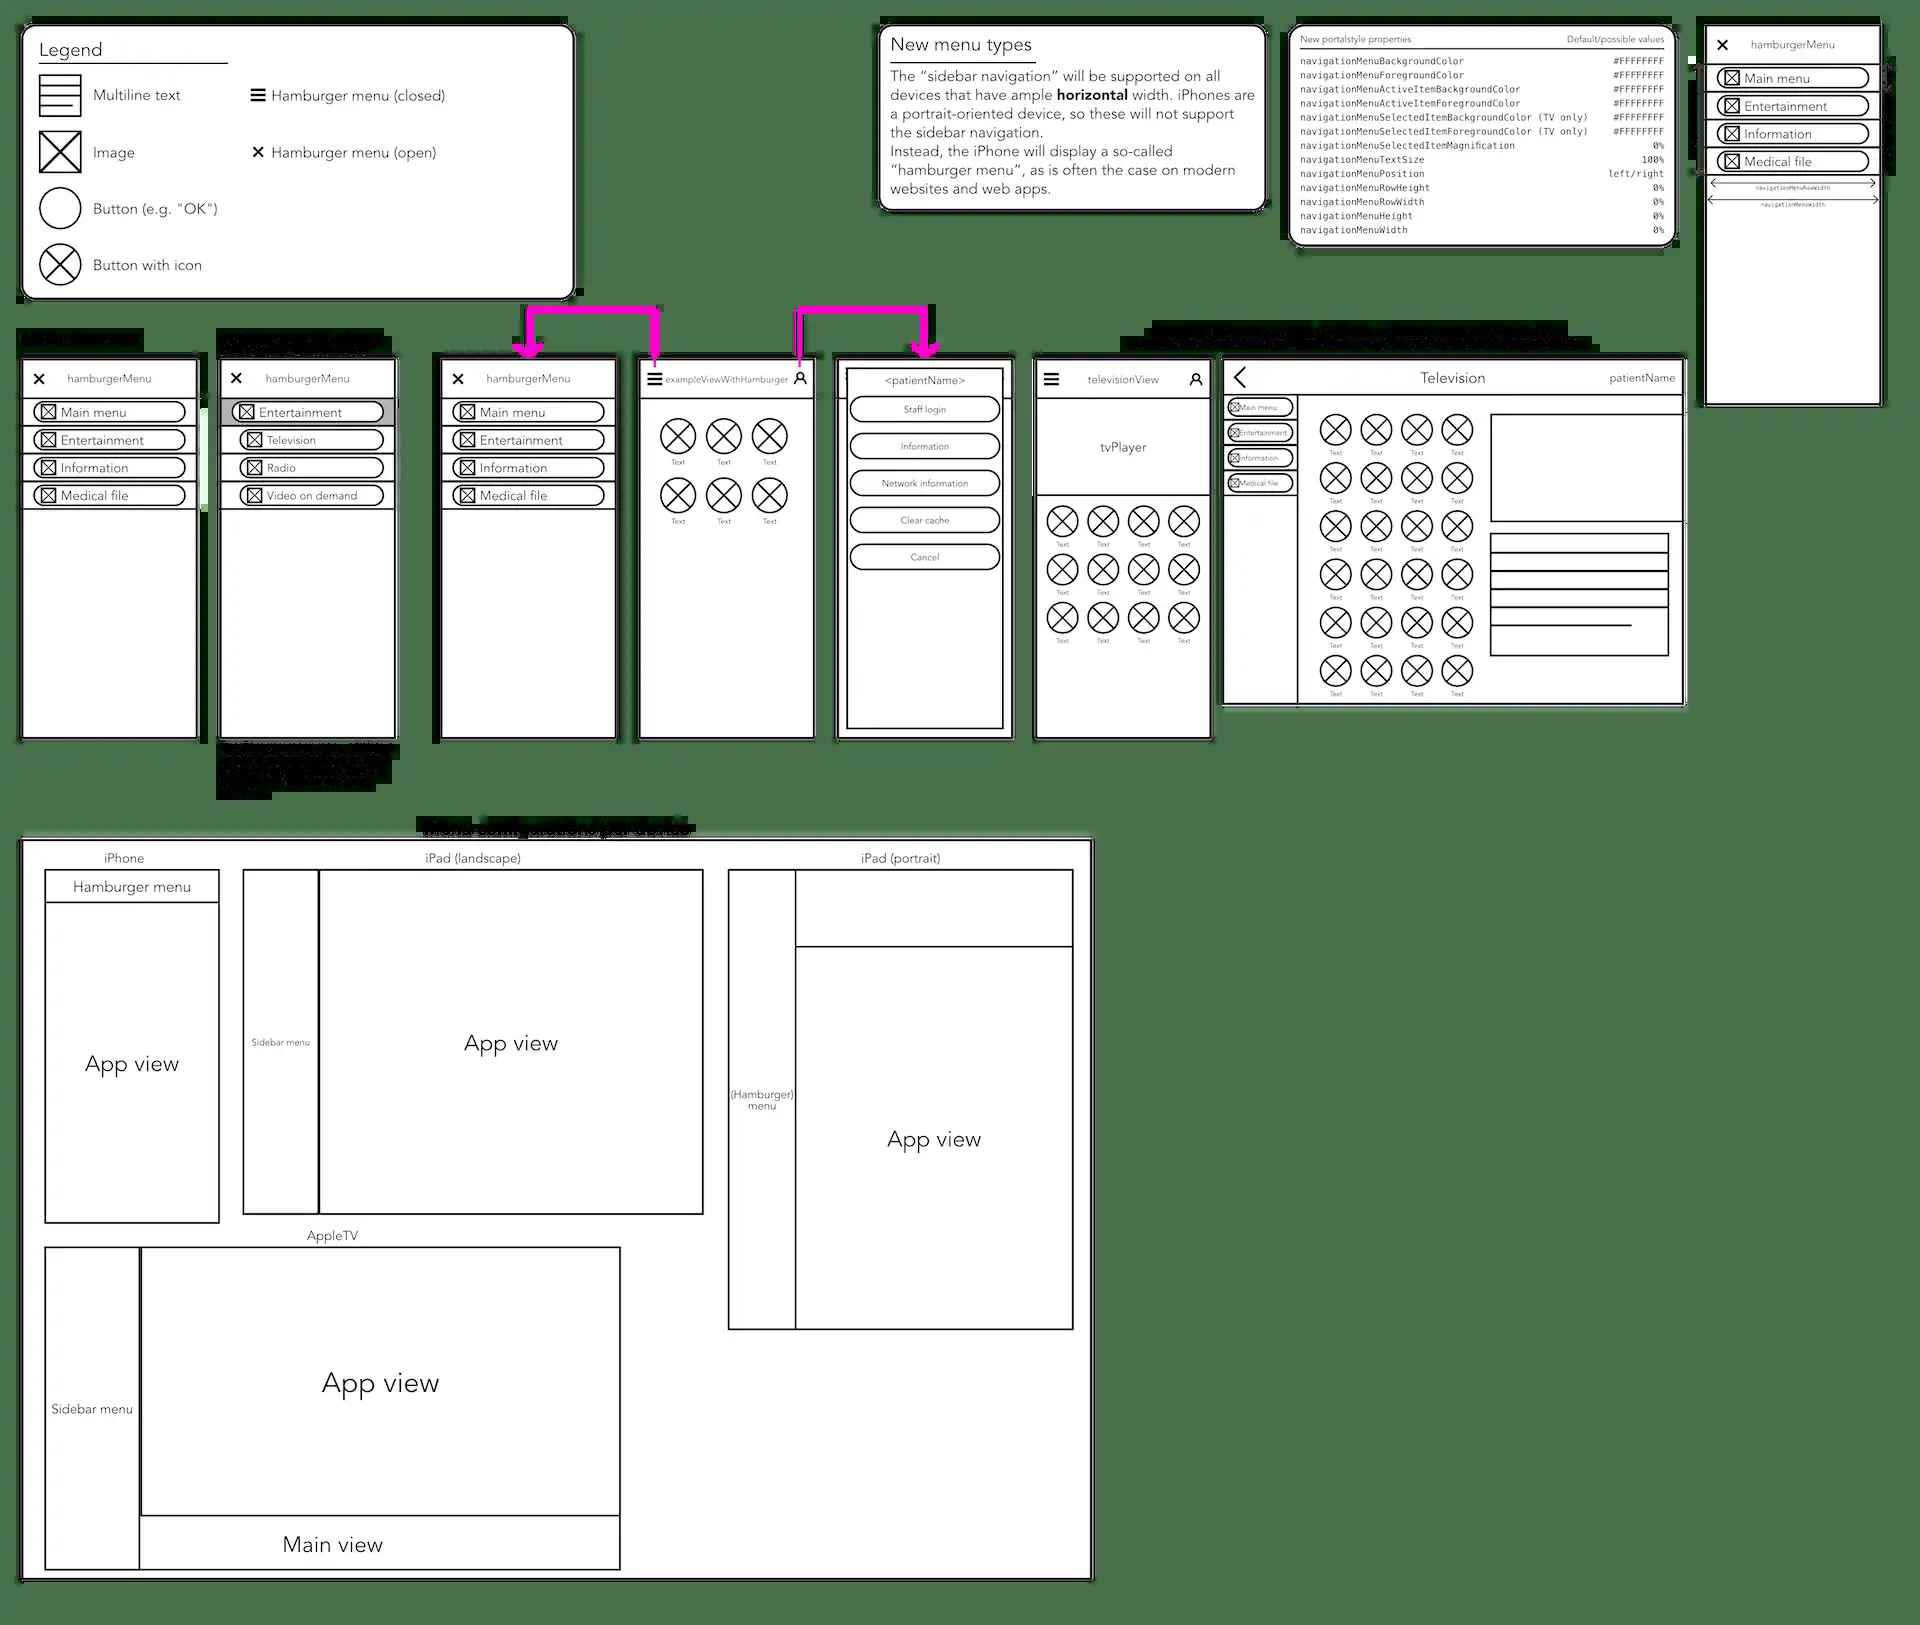 Legend
Multiline text
Hamburger menu (closed)
Image
Hamburger menu (open)
Button (e.g. "OK")
Button with icon
New menu types
The “sidebar navigation” will be supported on all
devices that have ample horizontal width. iPhones are
a portrait-oriented device, so these will not support
the sidebar navigation.
Instead, the iPhone will display a so-called
“hamburger menu”, as is often the case on modern
websites and web apps.
New portalstyle properties Default/possible values
navigationMenuBackgroundColor #FFFFFFFF
navigationMenuForegroundColor #FFFFFFFF
navigationMenuActiveItemBackgroundColor #FFFFFFFF
navigationMenuActiveItemForegroundColor #FFFFFFFF
navigationMenuSelectedItemBackgroundColor (TV only) #FFFFFFFF
navigationMenuSelectedItemForegroundColor (TV only) #FFFFFFFF
navigationMenuSelectedItemMagnification 0%
navigationMenuTextSize 100%
navigationMenuPosition left/right
navigationMenuRowHeight 0%
navigationMenuRowWidth 0%
navigationMenuHeight 0%
navigationMenuWidth 0%
hamburgerMenu
Main menu
Entertainment
Information
Medical file
navigationMenuRowWidth
navigationMenuWidth
hamburgerMenu
Main menu
Entertainment
Information
Medical file
hamburgerMenu
Entertainment
Television
Radio
Video on demand
hamburgerMenu
Main menu
Entertainment
Information
Medical file
exampleViewWithHamburger
Text Text Text
Text Text Text
<patientName>
Staff login
Information
Network information
Clear cache
Cancel
televisionView
tvPlayer
Text Text Text Text
Text Text Text Text
Text Text Text Text
Television
patientName
Main menu
Entertainment
Information
Medical file
Text Text Text Text
Text Text Text Text
Text Text Text Text
Text Text Text Text
Text Text Text Text
Text Text Text Text
iPhone
Hamburger menu
App view
iPad (landscape)
Sidebar menu
App view
iPad (portrait)
(Hamburger)
menu
App view
AppleTV
Sidebar menu
App view
Main view